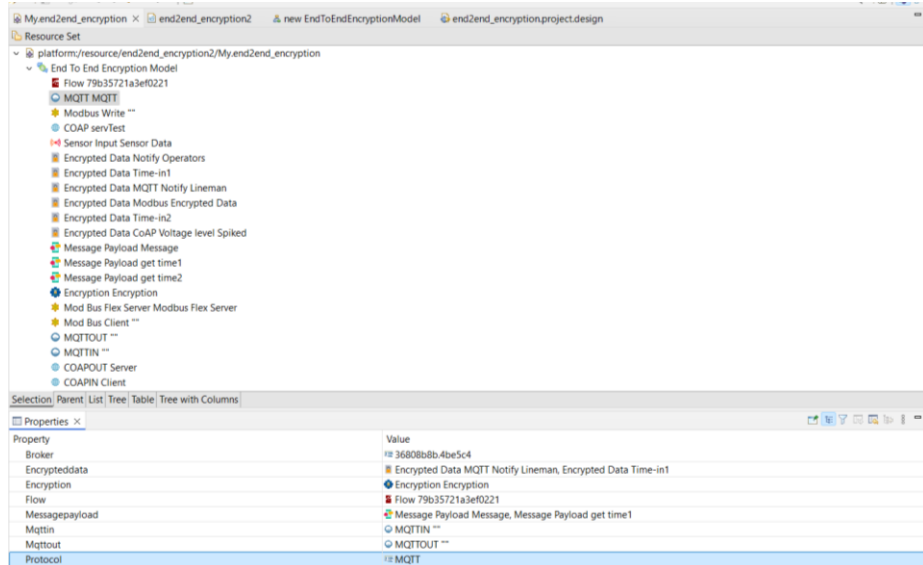 My.end2end_encryption × end2end_encryption2 new EndToEndEncryptionModel end2end_encryption.project.design
Resource Set
platform:/resource/end2end_encryption2/My.end2end_encryption
End To End Encryption Model
Flow 79b35721a3ef0221
MQTT MQTT
Modbus Write ""
COAP servTest
Sensor Input Sensor Data
Encrypted Data Notify Operators
Encrypted Data Time-in1
Encrypted Data MQTT Notify Lineman
Encrypted Data Modbus Encrypted Data
Encrypted Data Time-in2
Encrypted Data CoAP Voltage level Spiked
Message Payload Message
Message Payload get time1
Message Payload get time2
Encryption Encryption
Mod Bus Flex Server Modbus Flex Server
Mod Bus Client ""
MQTTOUT ""
MQTTIN ""
COAPOUT Server
COAPIN Client
Selection Parent List Tree Table Tree with Columns
Properties ×
Property Value
Broker 36808b8b.4be5c4
Encrypteddata Encrypted Data MQTT Notify Lineman, Encrypted Data Time-in1
Encryption Encryption Encryption
Flow Flow 79b35721a3ef0221
Messagepayload Message Payload Message, Message Payload get time1
Mqttin MQTTIN ""
Mqttout MQTTOUT ""
Protocol MQTT